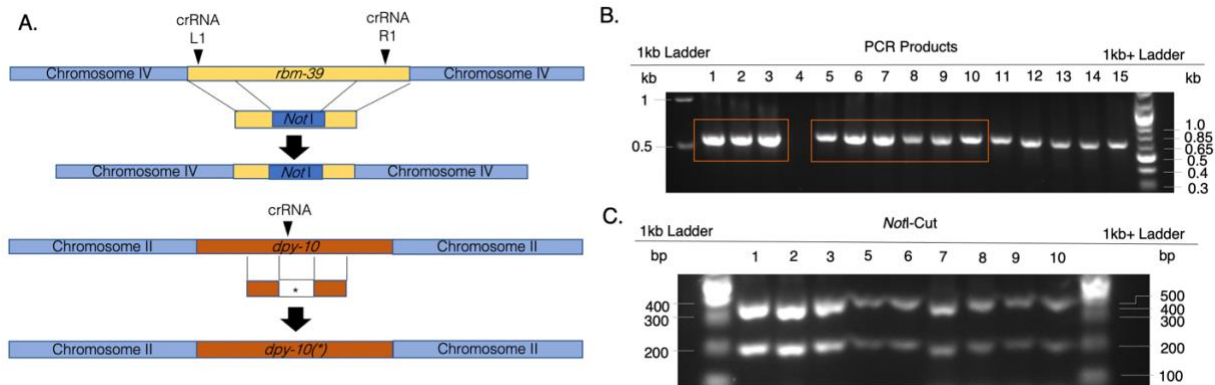 A.
crRNA
L1
crRNA
R1
Chromosome IV rbm-39 Chromosome IV
NotI
Chromosome IV NotI Chromosome IV
crRNA
Chromosome II dpy-10 Chromosome II
*
Chromosome II dpy-10(*) Chromosome II
B.
1kb Ladder PCR Products 1kb+ Ladder
kb 1 2 3 4 5 6 7 8 9 10 11 12 13 14 15 kb
1
0.5
1.0
0.85
0.65
0.5
0.4
0.3
C.
1kb Ladder NotI-Cut 1kb+ Ladder
bp 1 2 3 5 6 7 8 9 10 bp
400
300
200
500
400
300
200
100